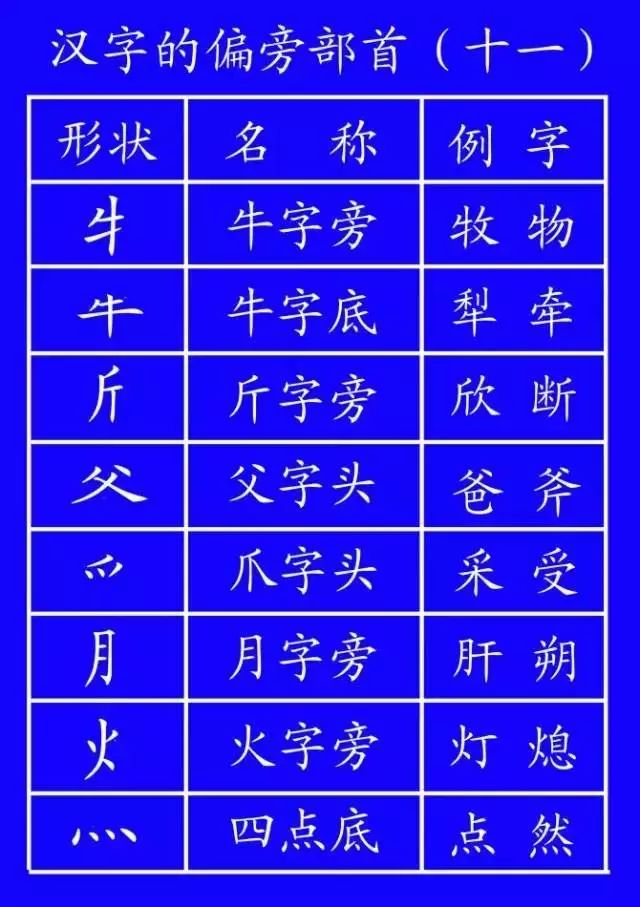 汉字的偏旁部首（十一）
形状 名称 例字
牜 牛字旁 牧物
牛 牛字底 犁牵
斤 斤字旁 欣断
父 父字头 爸斧
爫 爪字头 采受
月 月字旁 肝朔
火 火字旁 灯熄
灬 四点底 点然